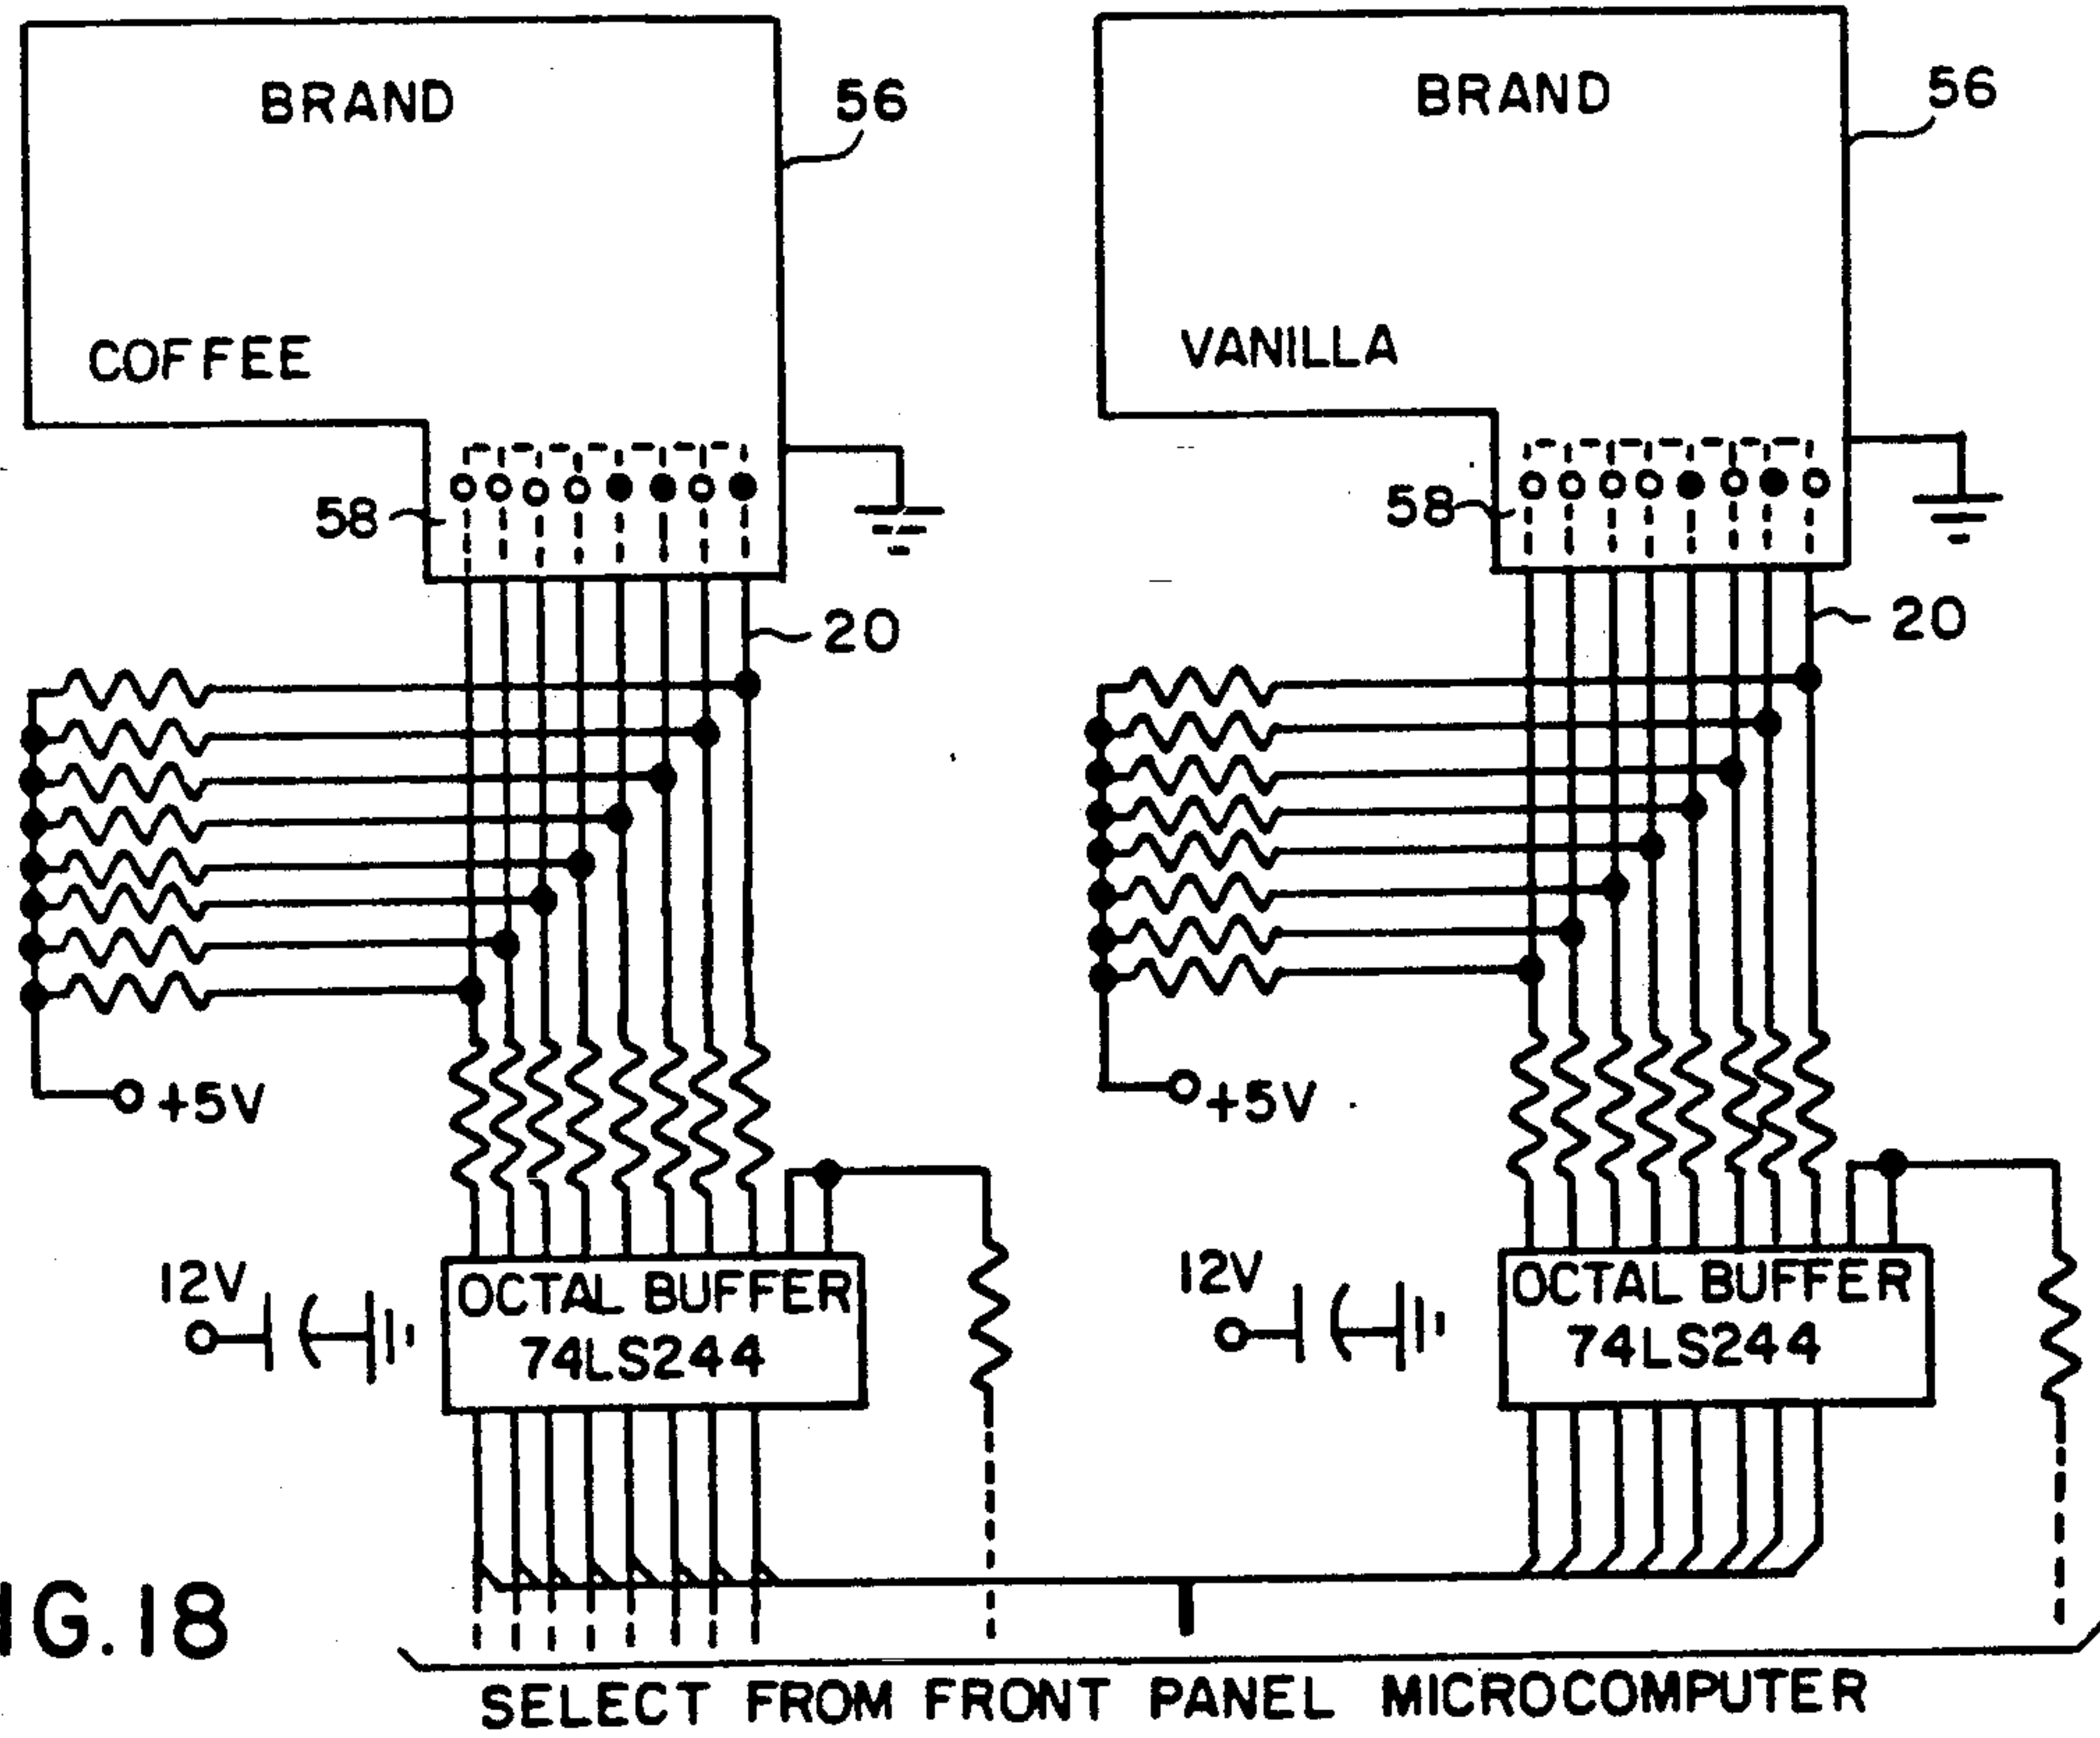 BRAND
56
COFFEE
58
20
+5V
12V
OCTAL BUFFER
74LS244
BRAND
56
VANILLA
58
20
+5V
12V
OCTAL BUFFER
74LS244
IG. 18
SELECT FROM FRONT PANEL MICROCOMPUTER